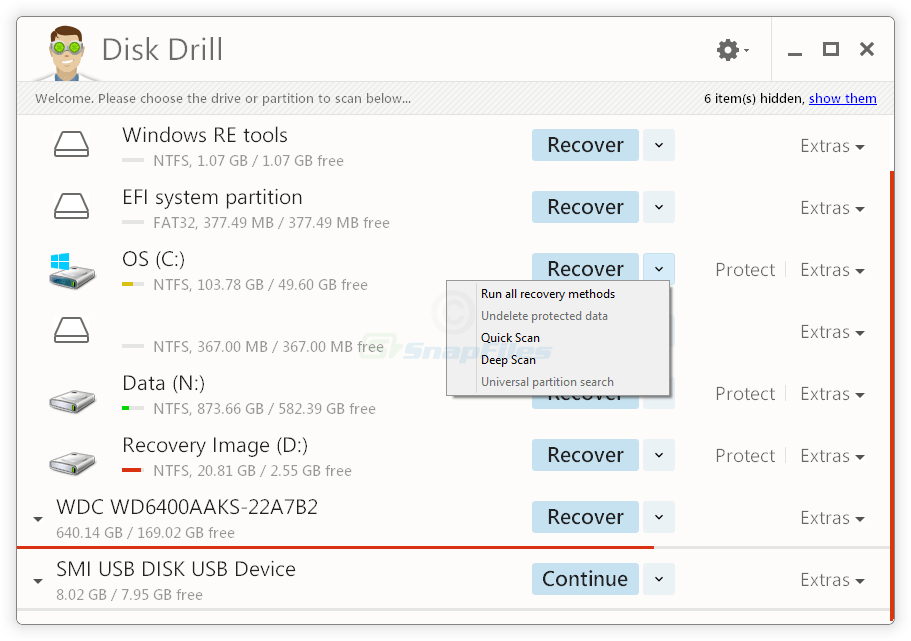 Disk Drill
Welcome. Please choose the drive or partition to scan below...
6 item(s) hidden, show them
Windows RE tools
NTFS, 1.07 GB / 1.07 GB free
Recover
Extras
EFI system partition
FAT32, 377.49 MB / 377.49 MB free
Recover
Extras
OS (C:)
NTFS, 103.78 GB / 49.60 GB free
Recover
Protect
Extras
Run all recovery methods
Undelete protected data
Quick Scan
Deep Scan
Universal partition search
NTFS, 367.00 MB / 367.00 MB free
Extras
© SnapFiles
Data (N:)
NTFS, 873.66 GB / 582.39 GB free
Recover
Protect
Extras
Recovery Image (D:)
NTFS, 20.81 GB / 2.55 GB free
Recover
Protect
Extras
WDC WD6400AAKS-22A7B2
640.14 GB / 169.02 GB free
Recover
Extras
SMI USB DISK USB Device
8.02 GB / 7.95 GB free
Continue
Extras